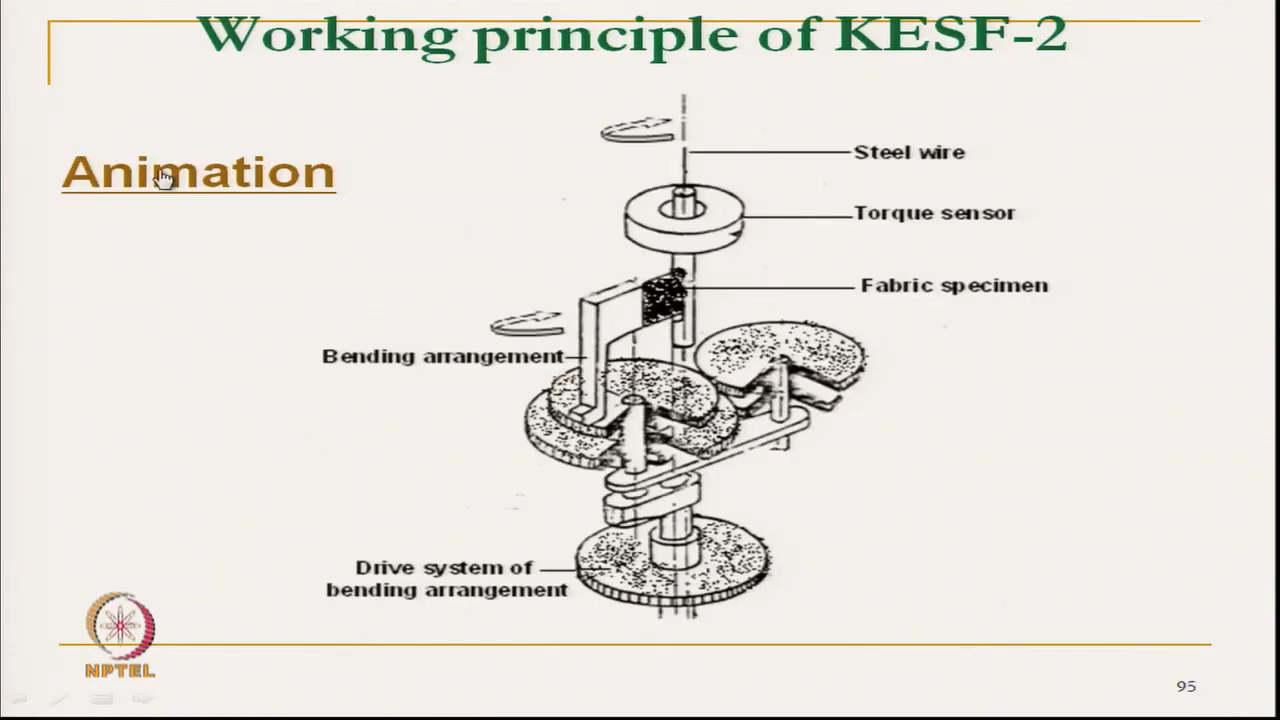 Working principle of KESF-2
Animation
Steel wire
Torque sensor
Fabric specimen
Bending arrangement
Drive system of
bending arrangement
NPTEL
95